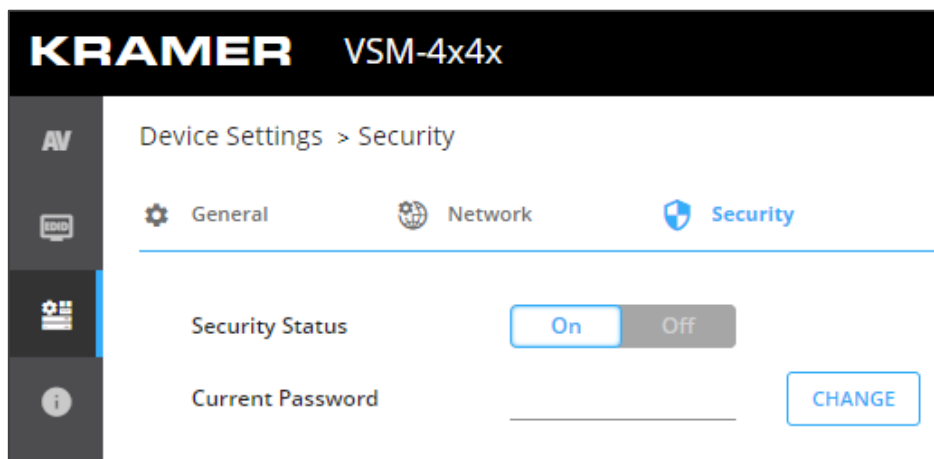 KRAMER VSM-4x4x
AV
Device Settings > Security
EDID
General Network Security
Security Status On Off
Current Password CHANGE
i